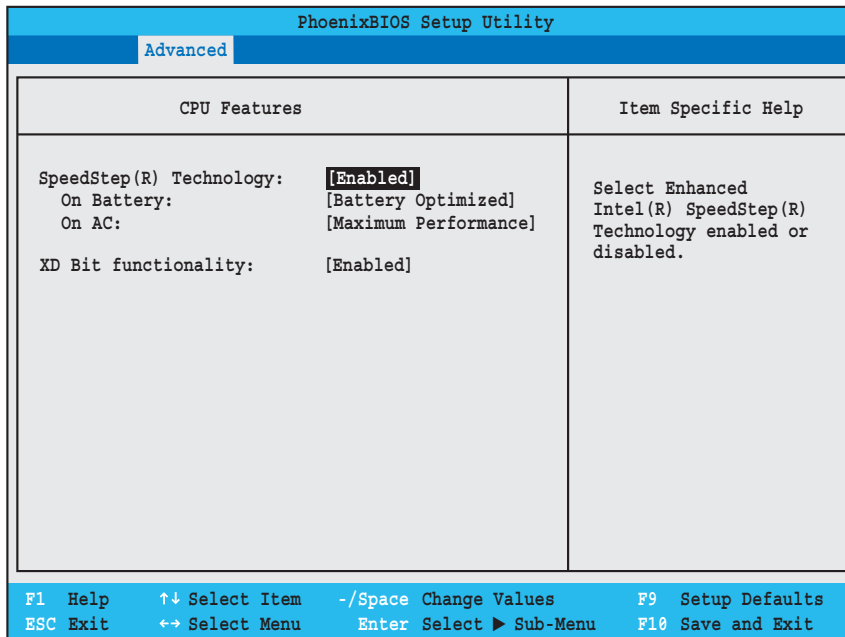 PhoenixBIOS Setup Utility
Advanced
CPU Features
Item Specific Help
SpeedStep(R) Technology: [Enabled]
On Battery: [Battery Optimized]
On AC: [Maximum Performance]
XD Bit functionality: [Enabled]
Select Enhanced
Intel(R) SpeedStep(R)
Technology enabled or
disabled.
F1 Help ↑↓ Select Item -/Space Change Values F9 Setup Defaults
ESC Exit ←→ Select Menu Enter Select ▶ Sub-Menu F10 Save and Exit